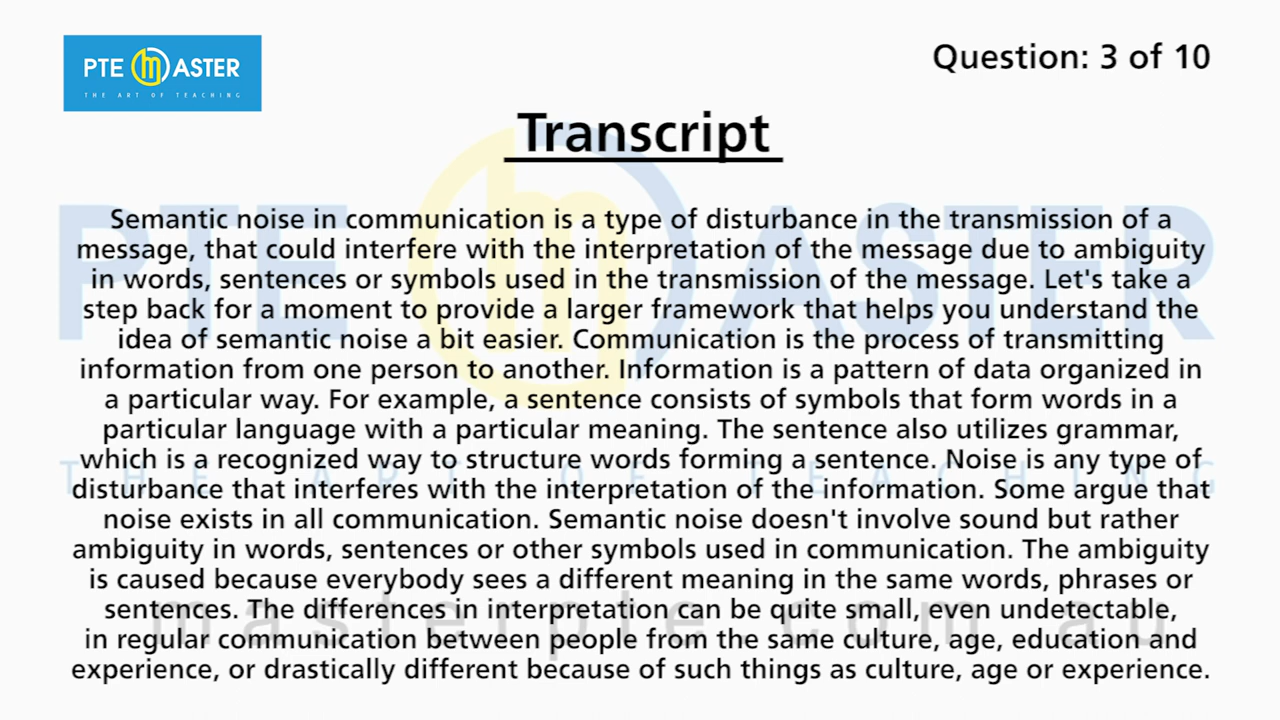 PTE MASTER
THE ART OF TEACHING
Question: 3 of 10
Transcript
Semantic noise in communication is a type of disturbance in the transmission of a
message, that could interfere with the interpretation of the message due to ambiguity
in words, sentences or symbols used in the transmission of the message. Let's take a
step back for a moment to provide a larger framework that helps you understand the
idea of semantic noise a bit easier. Communication is the process of transmitting
information from one person to another. Information is a pattern of data organized in
a particular way. For example, a sentence consists of symbols that form words in a
particular language with a particular meaning. The sentence also utilizes grammar,
which is a recognized way to structure words forming a sentence. Noise is any type of
disturbance that interferes with the interpretation of the information. Some argue that
noise exists in all communication. Semantic noise doesn't involve sound but rather
ambiguity in words, sentences or other symbols used in communication. The ambiguity
is caused because everybody sees a different meaning in the same words, phrases or
sentences. The differences in interpretation can be quite small, even undetectable,
in regular communication between people from the same culture, age, education and
experience, or drastically different because of such things as culture, age or experience.
PTE MASTER
THE ART OF TEACHING
masterpte com au